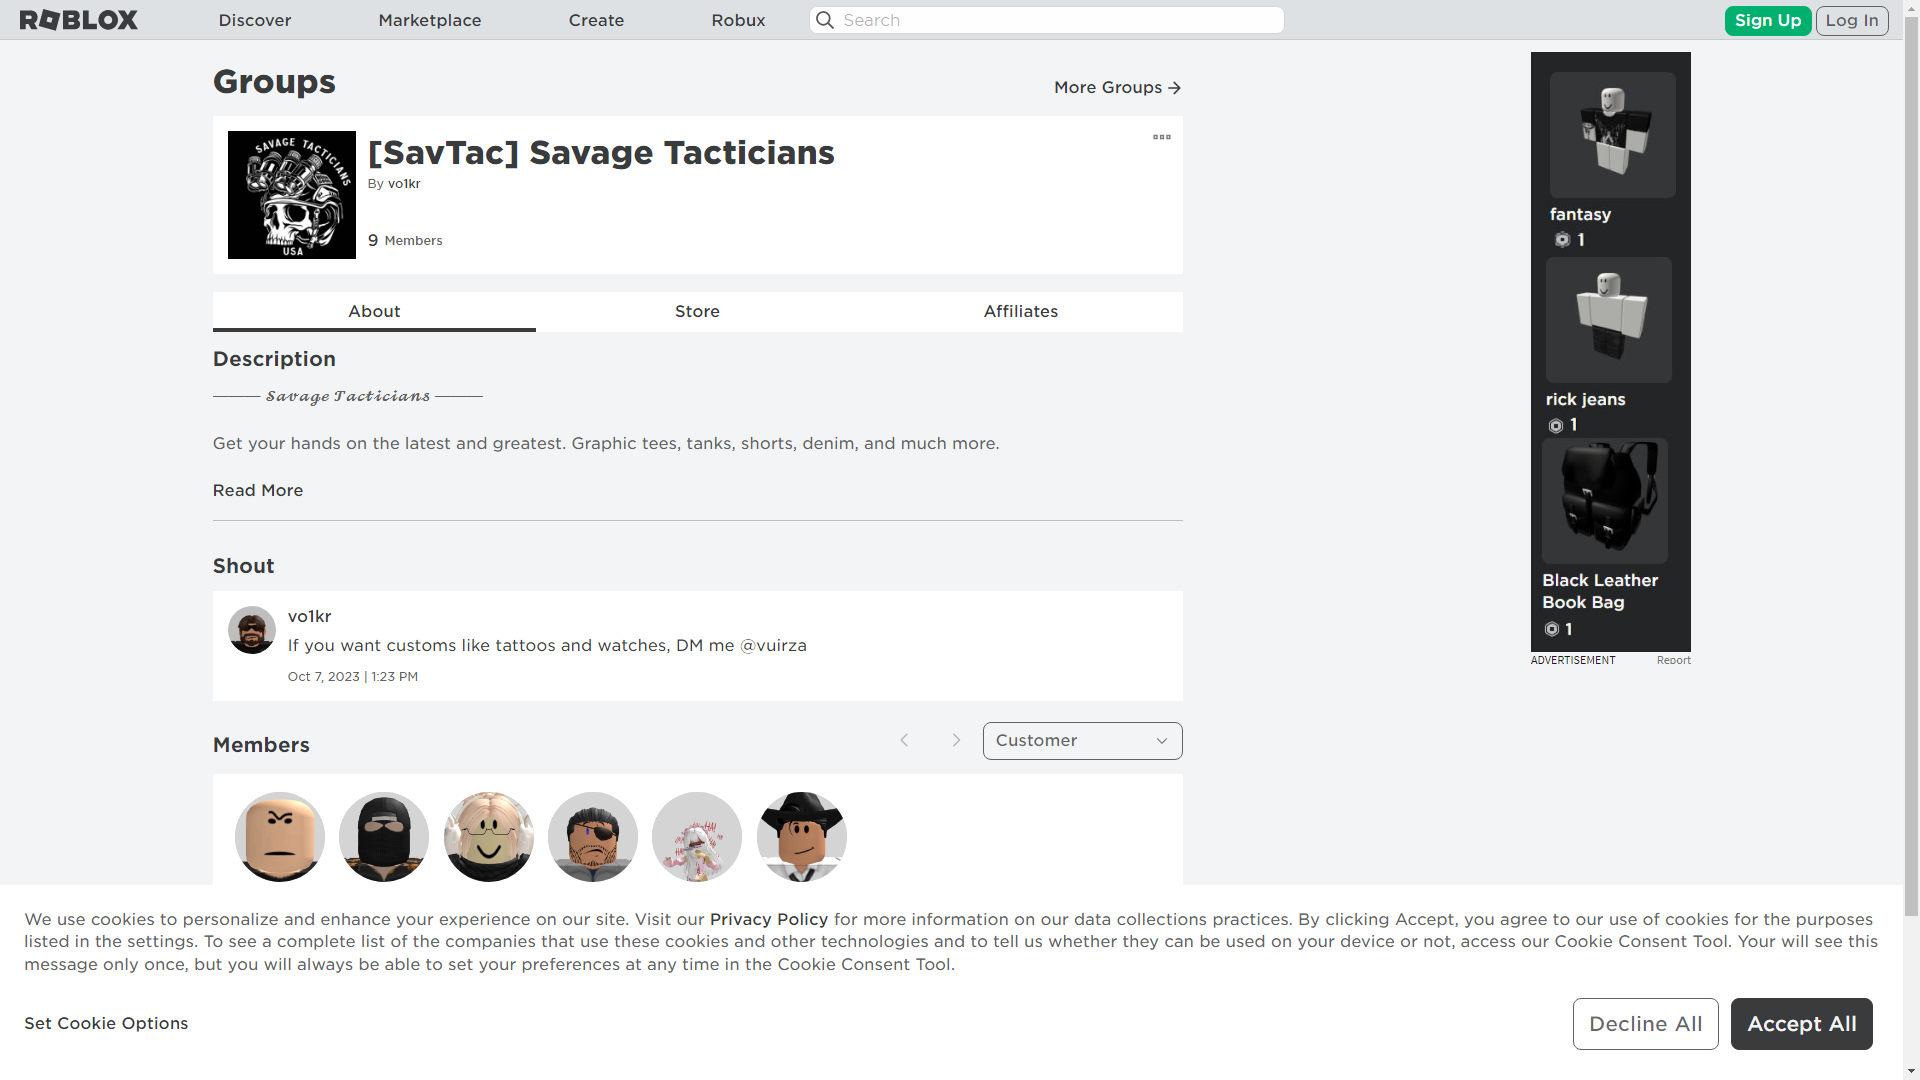 ROBLOX
Discover
Marketplace
Create
Robux
Search
Sign Up
Log In
Groups
More Groups
SAVAGE TACTICIANS
USA
[SavTac] Savage Tacticians
By vo1kr
9 Members
About
Store
Affiliates
Description
──── 𝓢𝓪𝓿𝓪𝓰𝓮 𝓣𝓪𝓬𝓽𝓲𝓬𝓲𝓪𝓷𝓼 ────
Get your hands on the latest and greatest. Graphic tees, tanks, shorts, denim, and much more.
Read More
Shout
vo1kr
If you want customs like tattoos and watches, DM me @vuirza
Oct 7, 2023 | 1:23 PM
Members
Customer
fantasy
1
rick jeans
1
Black Leather
Book Bag
1
ADVERTISEMENT
Report
We use cookies to personalize and enhance your experience on our site. Visit our Privacy Policy for more information on our data collections practices. By clicking Accept, you agree to our use of cookies for the purposes
listed in the settings. To see a complete list of the companies that use these cookies and other technologies and to tell us whether they can be used on your device or not, access our Cookie Consent Tool. Your will see this
message only once, but you will always be able to set your preferences at any time in the Cookie Consent Tool.
Set Cookie Options
Decline All
Accept All